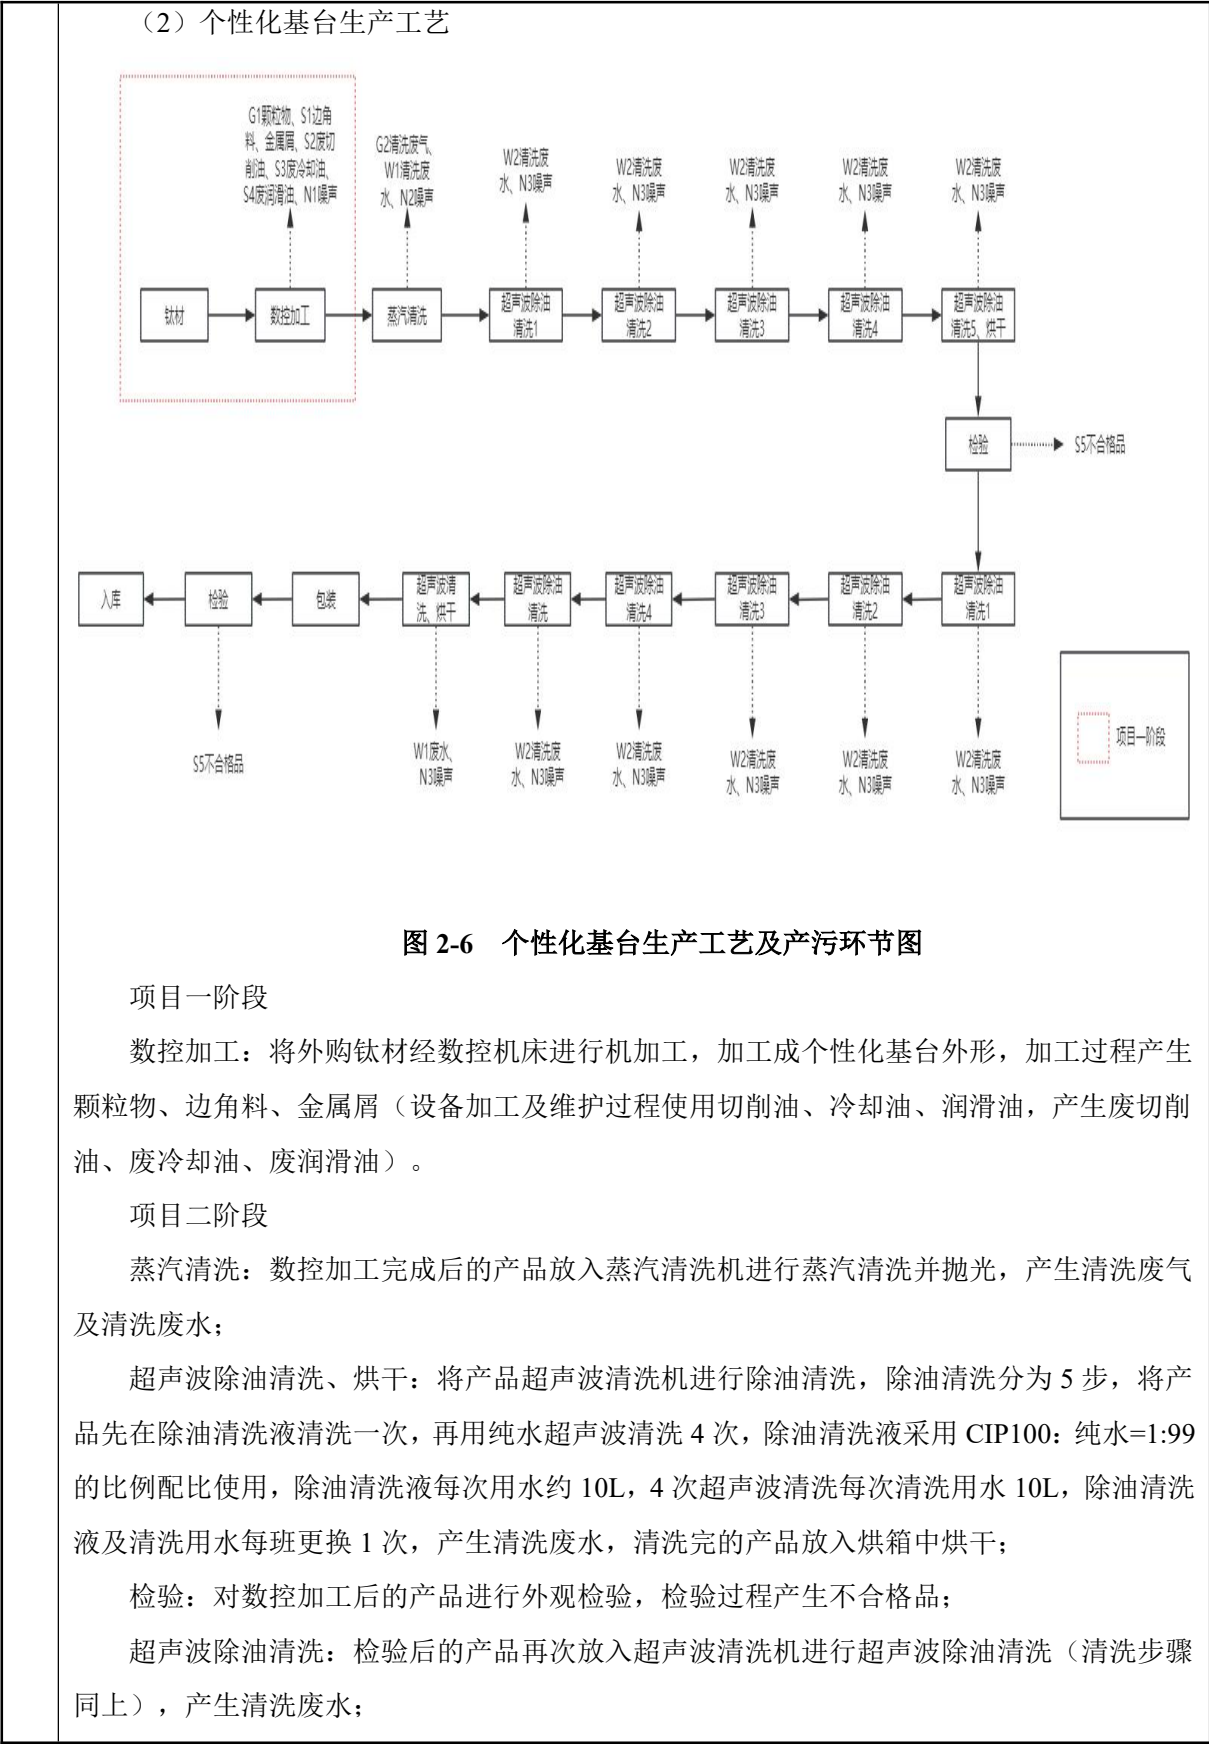 （2）个性化基台生产工艺
G1颗粒物、S1边角
料、金属屑、S2废切
削油、S3废冷却油、
S4废润滑油、N1噪声
G2清洗废气、
W1清洗废
水、N2噪声
W2清洗废
水、N3噪声
W2清洗废
水、N3噪声
W2清洗废
水、N3噪声
W2清洗废
水、N3噪声
W2清洗废
水、N3噪声
钛材
数控加工
蒸汽清洗
超声波除油
清洗1
超声波除油
清洗2
超声波除油
清洗3
超声波除油
清洗4
超声波除油
清洗5、烘干
检验
S5不合格品
入库
检验
包装
超声波清
洗、烘干
超声波除油
清洗
超声波除油
清洗4
超声波除油
清洗3
超声波除油
清洗2
超声波除油
清洗1
S5不合格品
W1废水、
N3噪声
W2清洗废
水、N3噪声
W2清洗废
水、N3噪声
W2清洗废
水、N3噪声
W2清洗废
水、N3噪声
W2清洗废
水、N3噪声
项目一阶段
图 2-6 个性化基台生产工艺及产污环节图
项目一阶段
数控加工：将外购钛材经数控机床进行机加工，加工成个性化基台外形，加工过程产生
颗粒物、边角料、金属屑（设备加工及维护过程使用切削油、冷却油、润滑油，产生废切削
油、废冷却油、废润滑油）。
项目二阶段
蒸汽清洗：数控加工完成后的产品放入蒸汽清洗机进行蒸汽清洗并抛光，产生清洗废气
及清洗废水；
超声波除油清洗、烘干：将产品超声波清洗机进行除油清洗，除油清洗分为 5 步，将产
品先在除油清洗液清洗一次，再用纯水超声波清洗 4 次，除油清洗液采用 CIP100：纯水=1:99
的比例配比使用，除油清洗液每次用水约 10L，4 次超声波清洗每次清洗用水 10L，除油清洗
液及清洗用水每班更换 1 次，产生清洗废水，清洗完的产品放入烘箱中烘干；
检验：对数控加工后的产品进行外观检验，检验过程产生不合格品；
超声波除油清洗：检验后的产品再次放入超声波清洗机进行超声波除油清洗（清洗步骤
同上），产生清洗废水；